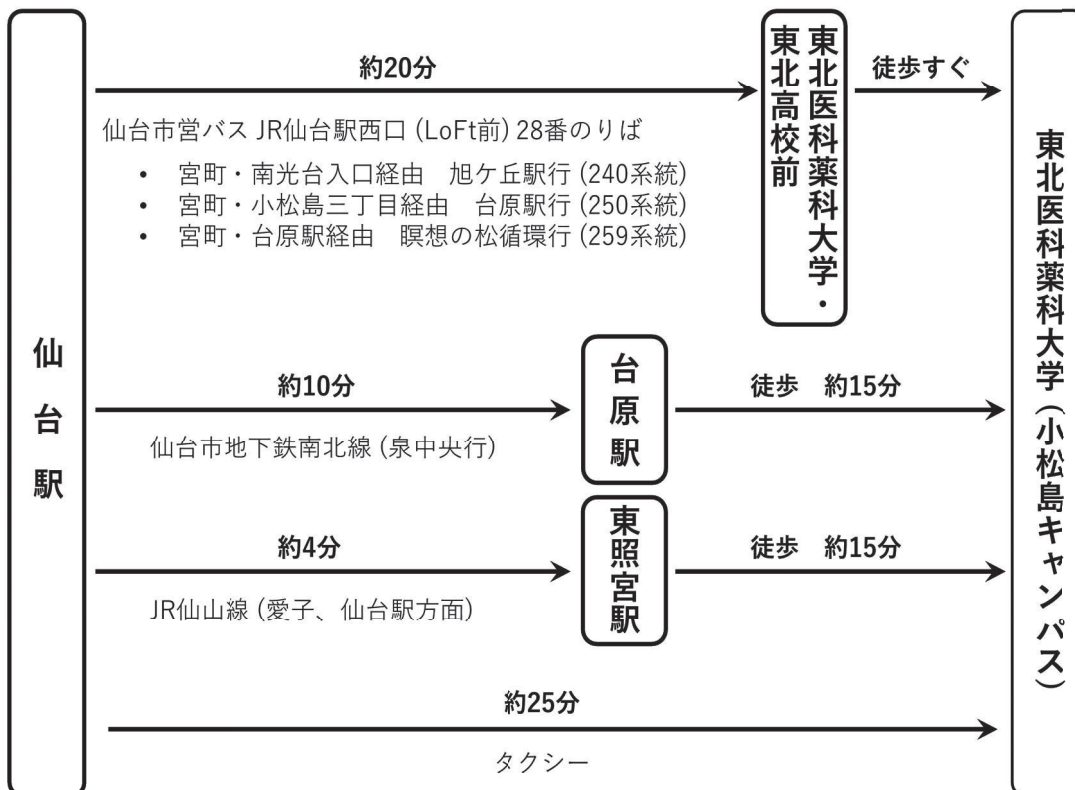 仙台駅
約20分
仙台市営バス JR仙台駅西口 (LoFt前) 28番のりば
• 宮町・南光台入口経由　旭ケ丘駅行 (240系統)
• 宮町・小松島三丁目経由　台原駅行 (250系統)
• 宮町・台原駅経由　瞑想の松循環行 (259系統)
東北医科薬科大学・
東北高校前
徒歩すぐ
約10分
仙台市地下鉄南北線 (泉中央行)
台原駅
徒歩　約15分
約4分
JR仙山線 (愛子、仙台駅方面)
東照宮駅
徒歩　約15分
約25分
タクシー
東北医科薬科大学 (小松島キャンパス)